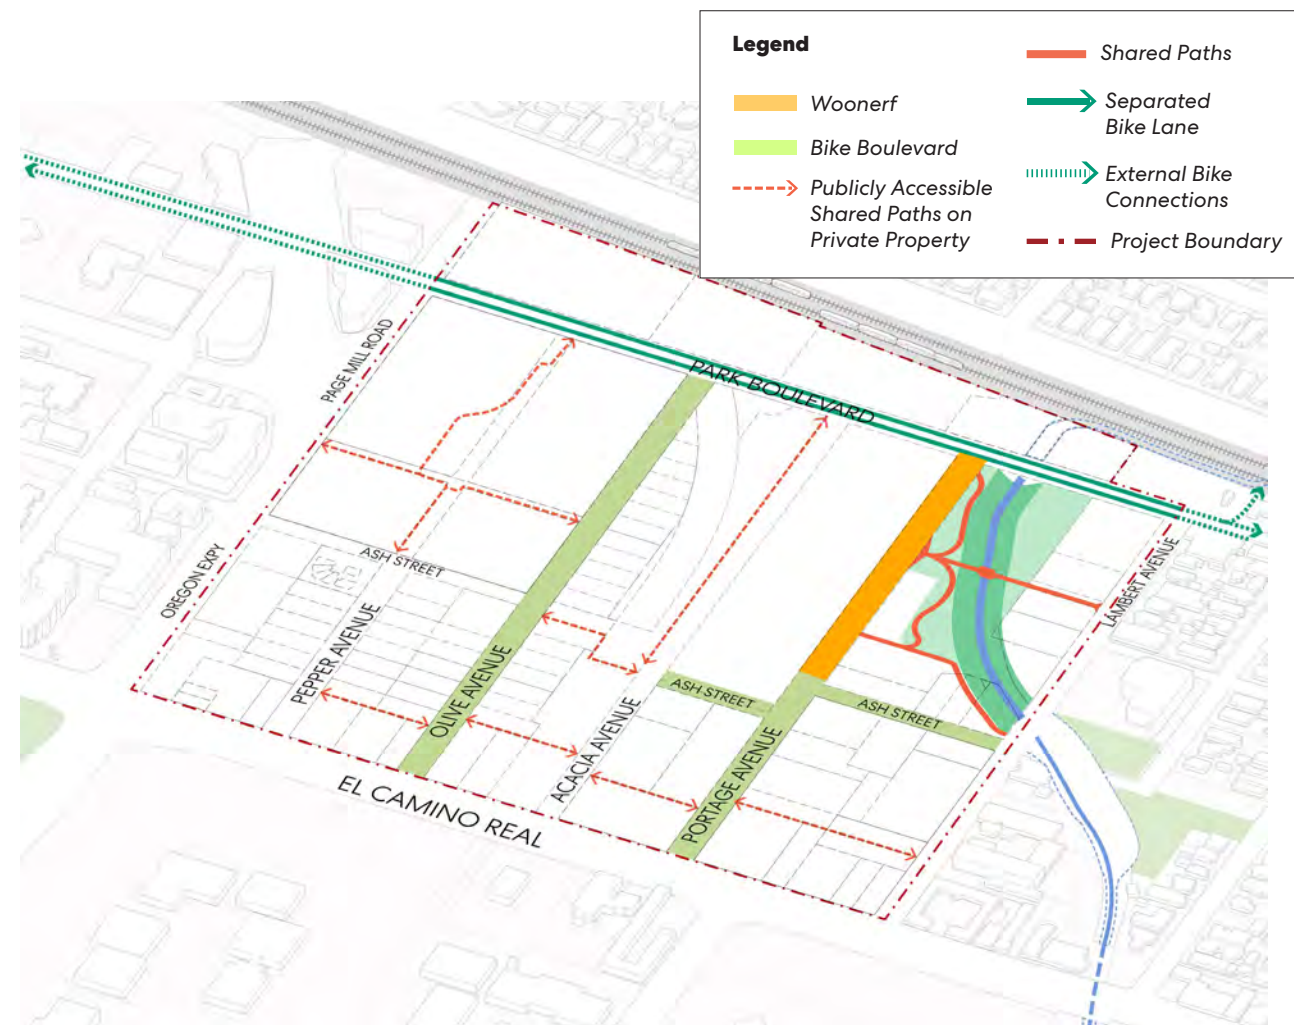 Legend
Woonerf
Bike Boulevard
Publicly Accessible
Shared Paths on
Private Property
Shared Paths
Separated
Bike Lane
External Bike
Connections
Project Boundary
PAGE MILL ROAD
PARK BOULEVARD
OREGON EXPY
ASH STREET
LAMBERT AVENUE
PEPPER AVENUE
OLIVE AVENUE
ASH STREET
ASH STREET
ACACIA AVENUE
PORTAGE AVENUE
EL CAMINO REAL